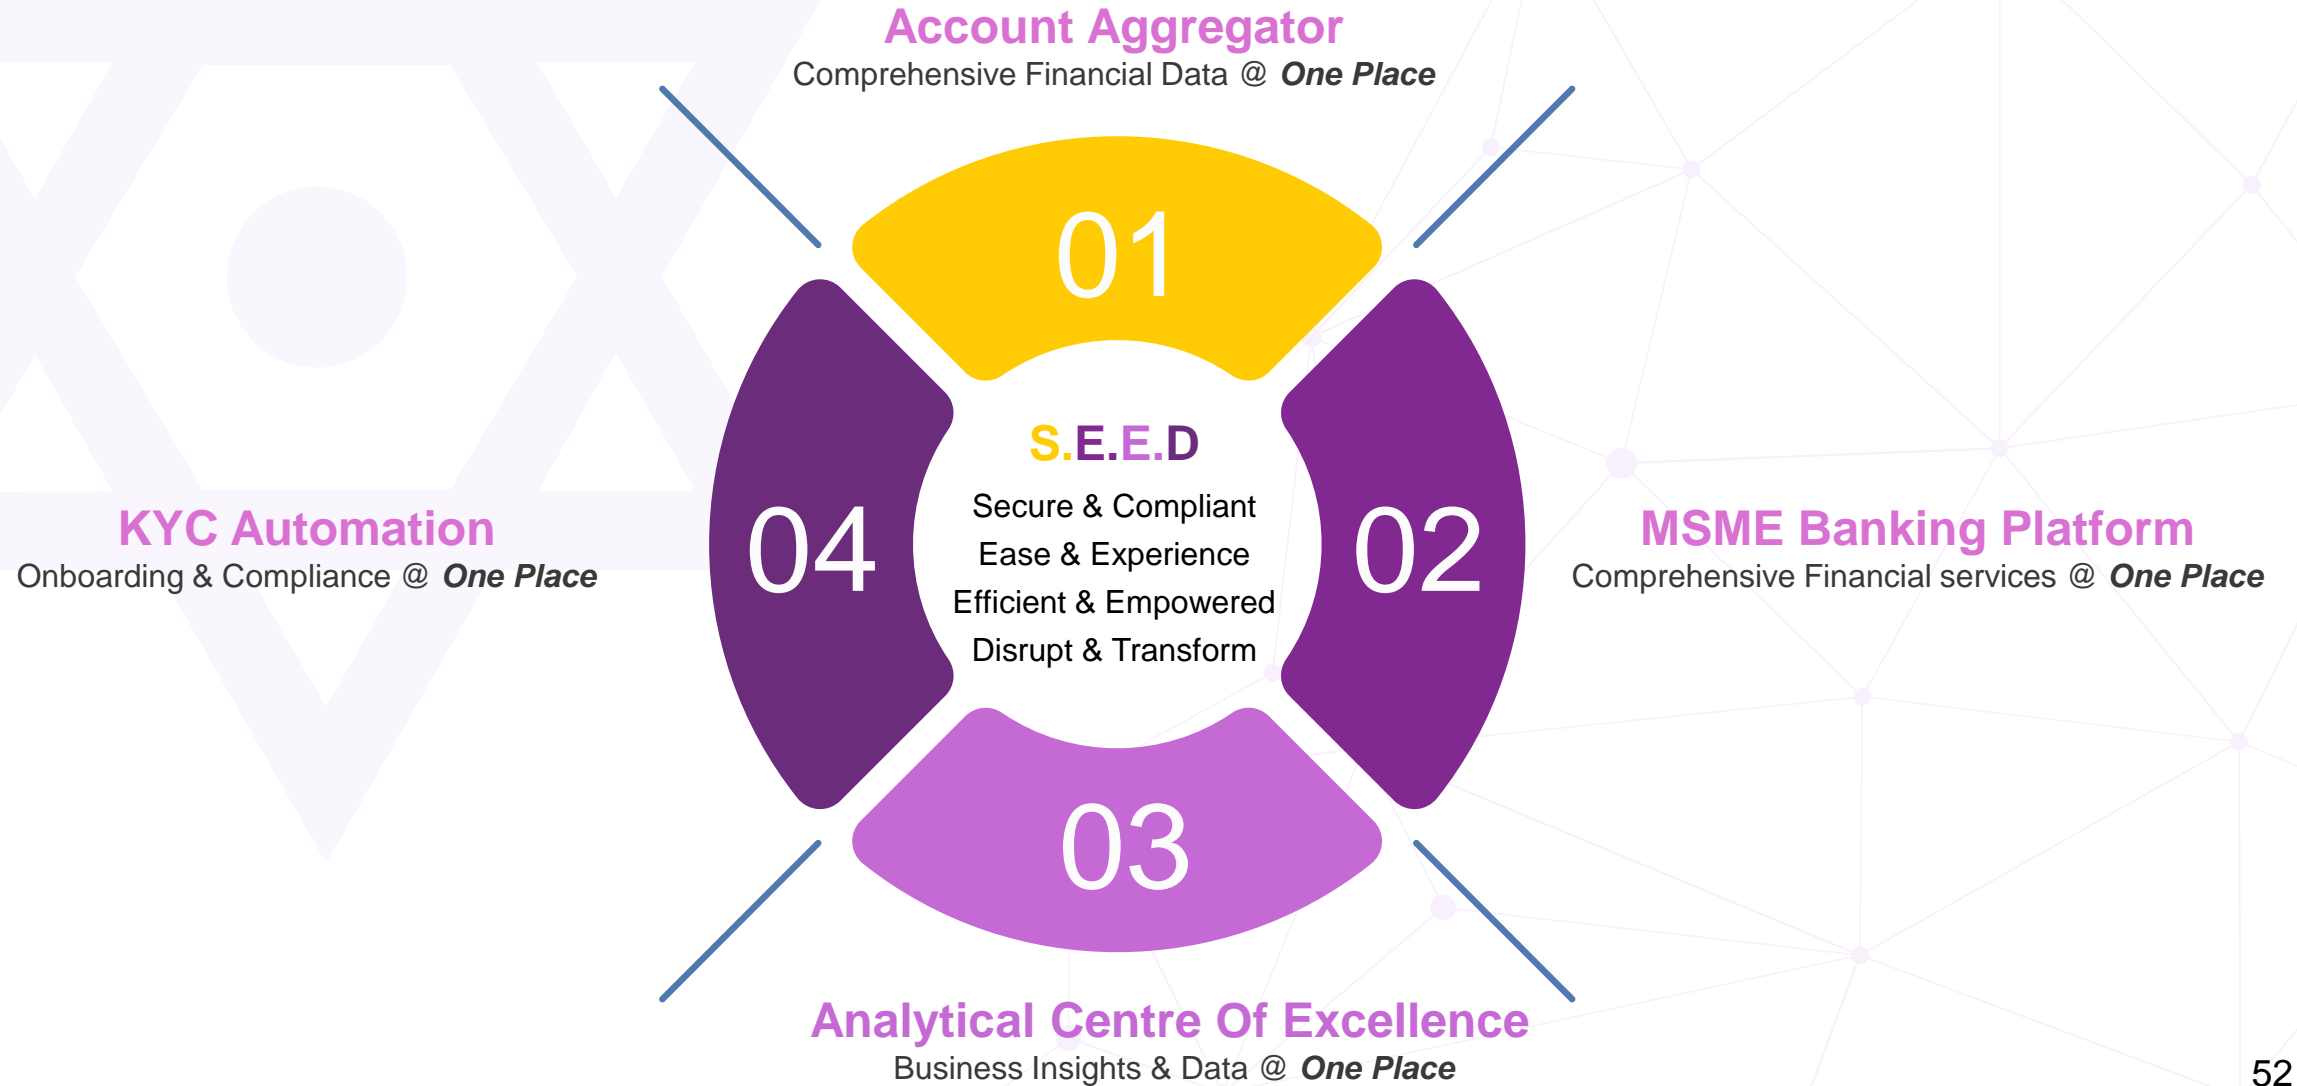 Account Aggregator
Comprehensive Financial Data @ One Place
01
S.E.E.D
Secure & Compliant
Ease & Experience
Efficient & Empowered
Disrupt & Transform
02
MSME Banking Platform
Comprehensive Financial services @ One Place
03
Analytical Centre Of Excellence
Business Insights & Data @ One Place
04
KYC Automation
Onboarding & Compliance @ One Place
52